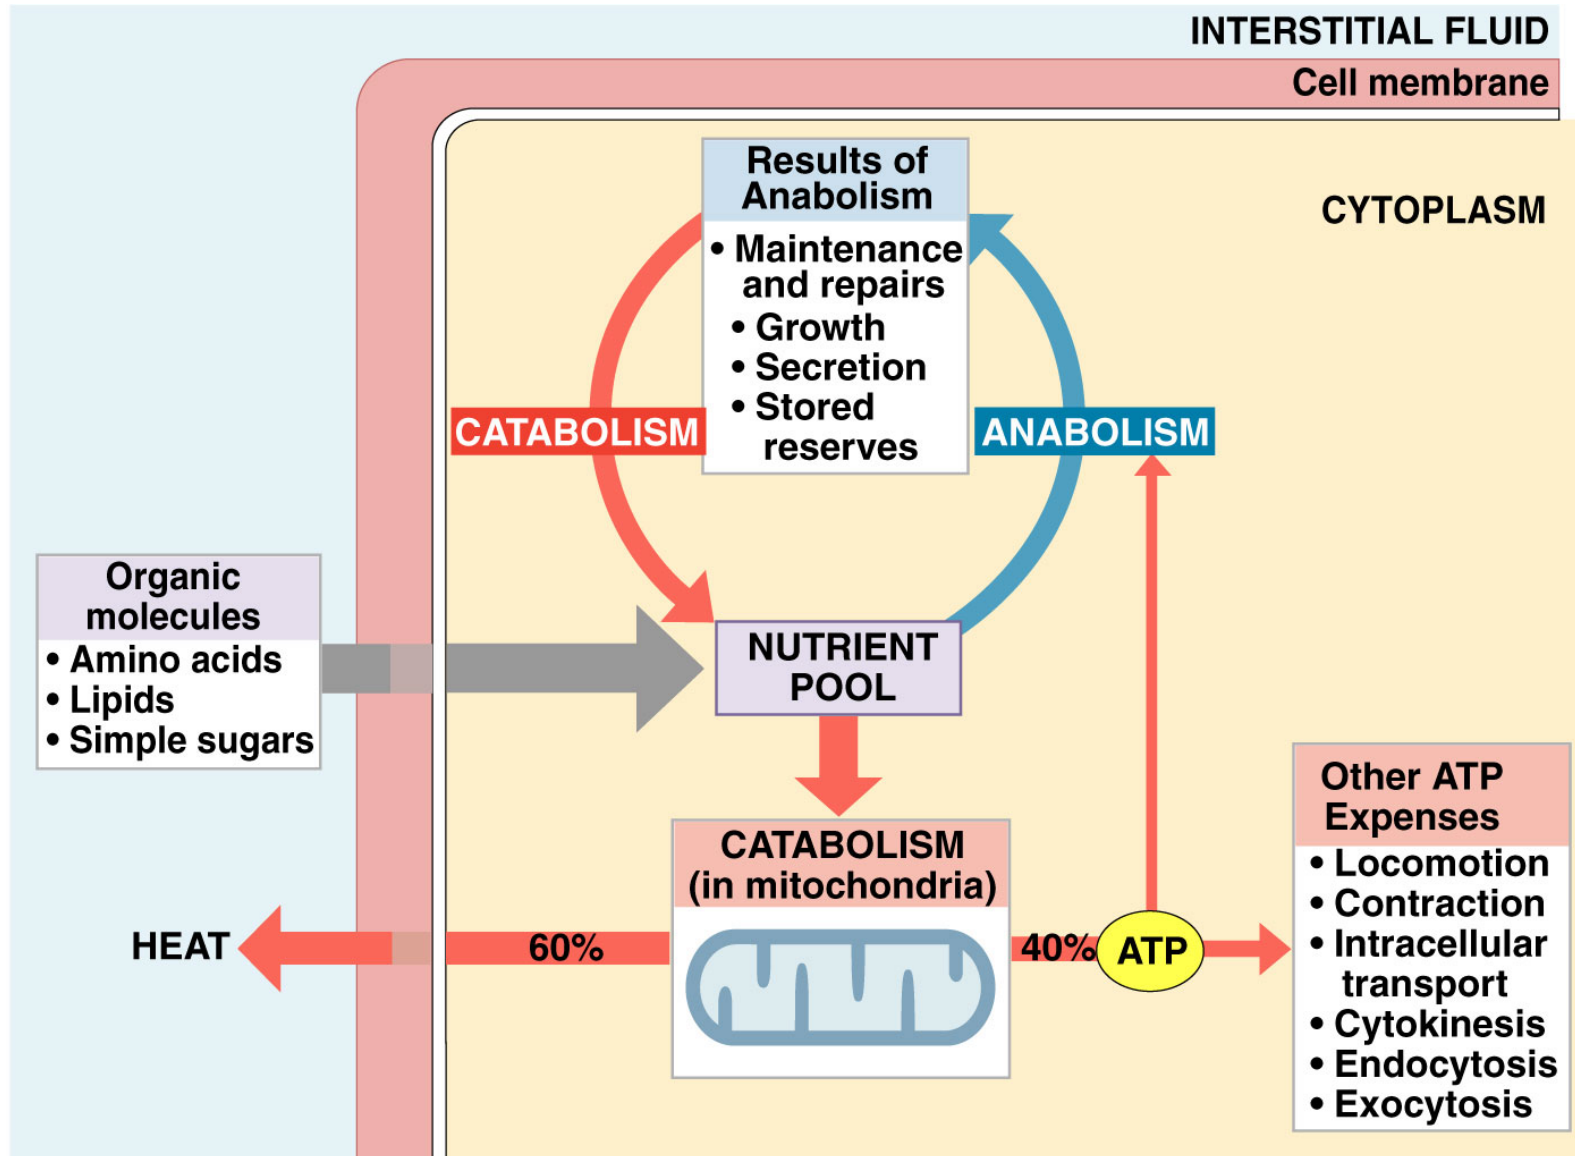 INTERSTITIAL FLUID
Cell membrane
CYTOPLASM
Results of
Anabolism
• Maintenance
and repairs
• Growth
• Secretion
• Stored
reserves
CATABOLISM
ANABOLISM
Organic
molecules
• Amino acids
• Lipids
• Simple sugars
NUTRIENT
POOL
CATABOLISM
(in mitochondria)
HEAT
60%
40%
ATP
Other ATP
Expenses
• Locomotion
• Contraction
• Intracellular
transport
• Cytokinesis
• Endocytosis
• Exocytosis